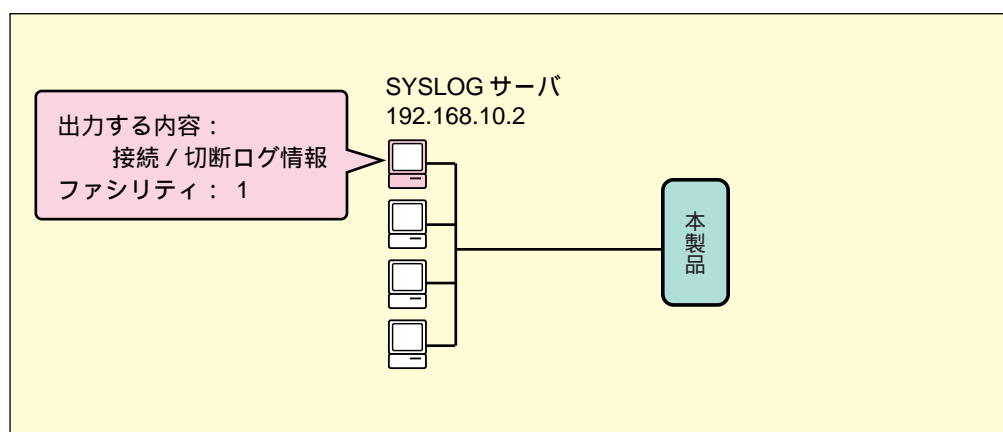 SYSLOG サーバ
192.168.10.2
出力する内容：
接続 / 切断ログ情報
ファシリティ： 1
本製品